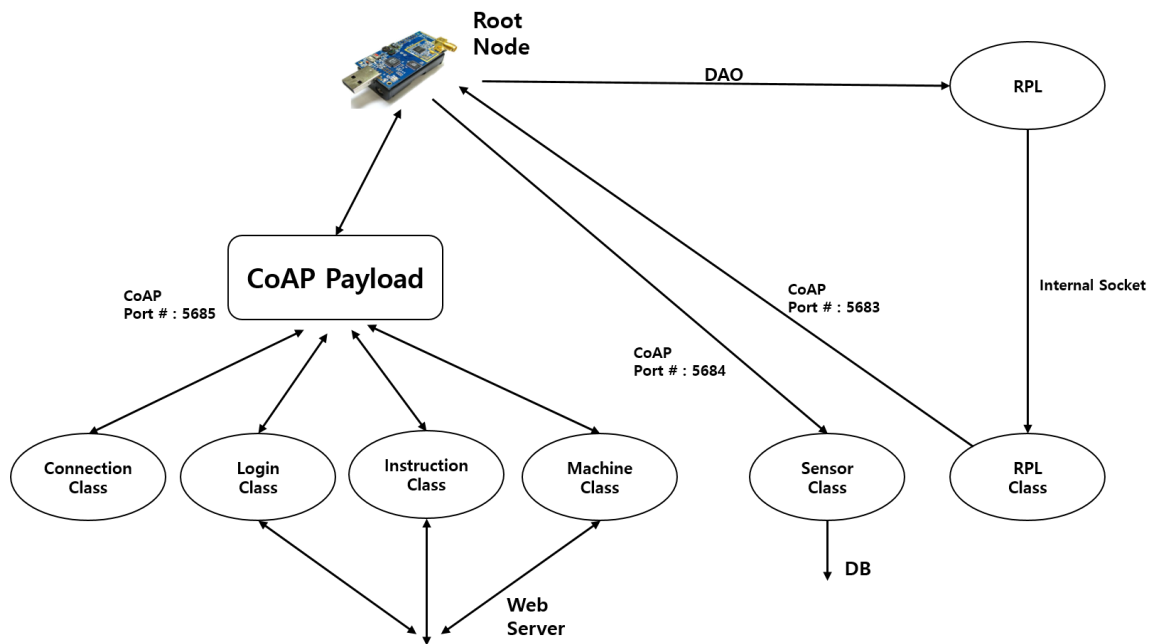 Root
Node
DAO
RPL
CoAP Payload
CoAP
Port # : 5685
CoAP
Port # : 5683
Internal Socket
CoAP
Port # : 5684
Connection
Class
Login
Class
Instruction
Class
Machine
Class
Sensor
Class
RPL
Class
DB
Web
Server